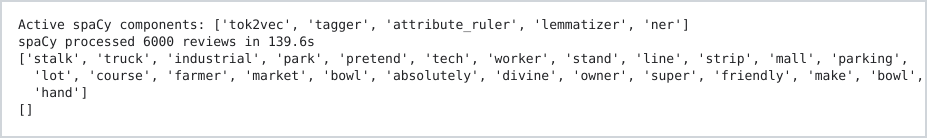 Active spaCy components: ['tok2vec', 'tagger', 'attribute_ruler', 'lemmatizer', 'ner']
spaCy processed 6000 reviews in 139.6s
['stalk', 'truck', 'industrial', 'park', 'pretend', 'tech', 'worker', 'stand', 'line', 'strip', 'mall', 'parking',
'lot', 'course', 'farmer', 'market', 'bowl', 'absolutely', 'divine', 'owner', 'super', 'friendly', 'make', 'bowl',
'hand']
[]